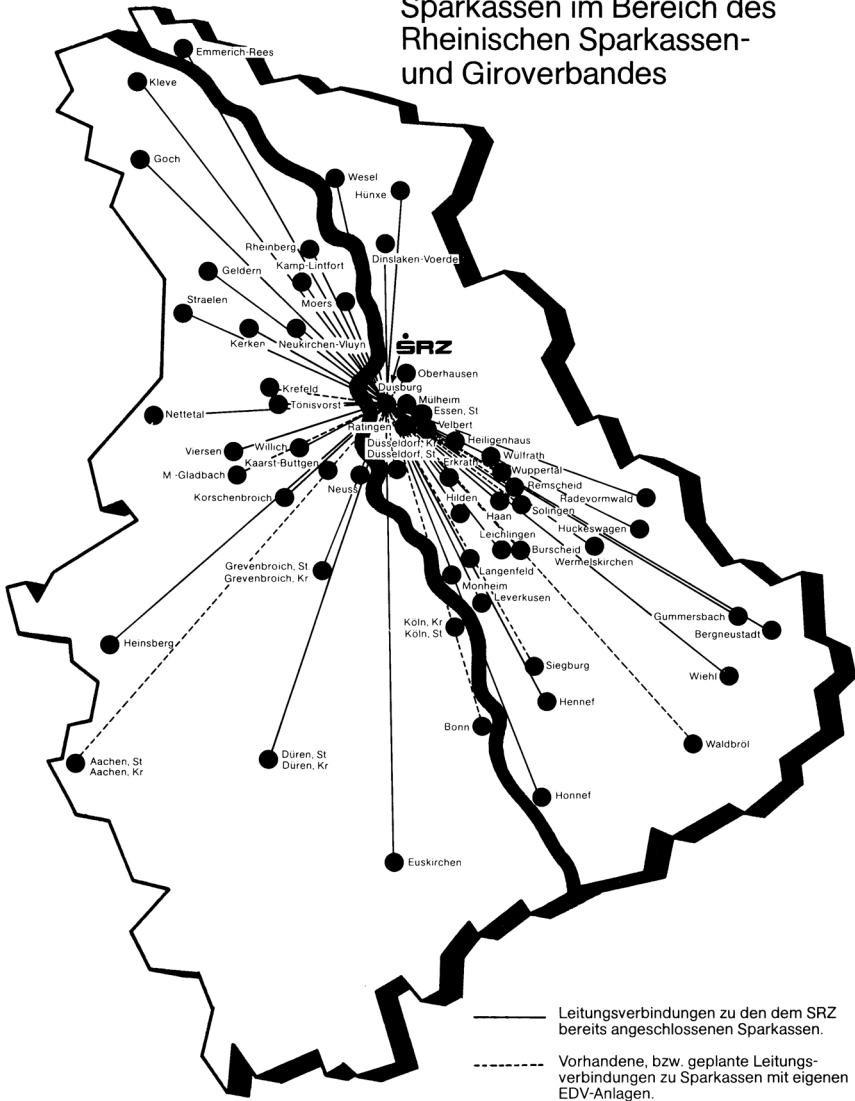 Sparkassen im Bereich des
Rheinischen Sparkassen-
und Giroverbandes
Emmerich-Rees
Kleve
Goch
Wesel
Hünxe
Rheinberg
Dinslaken-Voerde
Kamp-Lintfort
Geldern
Moers
Straelen
Kerken
Neukirchen-Vluyn
SRZ
Oberhausen
Duisburg
Krefeld
Mülheim
Tönisvorst
Essen, St
Nettetal
Ratingen
Velbert
Heiligenhaus
Viersen
Willich
Düsseldorf, Kr
Düsseldorf, St
Wülfrath
Kaarst-Büttgen
Erkrath
Wuppertal
M.-Gladbach
Neuss
Remscheid
Korschenbroich
Hilden
Radevormwald
Haan
Solingen
Hückeswagen
Leichlingen
Burscheid
Wermelskirchen
Grevenbroich, St
Grevenbroich, Kr
Langenfeld
Monheim
Leverkusen
Gummersbach
Bergneustadt
Köln, Kr
Köln, St
Heinsberg
Siegburg
Wiehl
Hennef
Bonn
Waldbröl
Aachen, St
Aachen, Kr
Düren, St
Düren, Kr
Honnef
Euskirchen
Leitungsverbindungen zu den dem SRZ
bereits angeschlossenen Sparkassen.
Vorhandene, bzw. geplante Leitungs-
verbindungen zu Sparkassen mit eigenen
EDV-Anlagen.